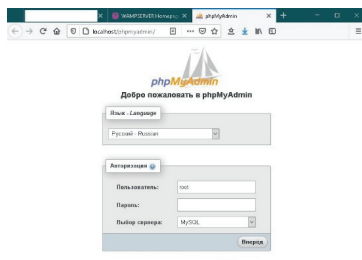 WAMPSERVER Homepage
phpMyAdmin
localhost/phpmyadmin/
phpMyAdmin
Добро пожаловать в phpMyAdmin
Язык - Language
Русский - Russian
Авторизация
Пользователь:
root
Пароль:
Выбор сервера:
MySQL
Вперёд